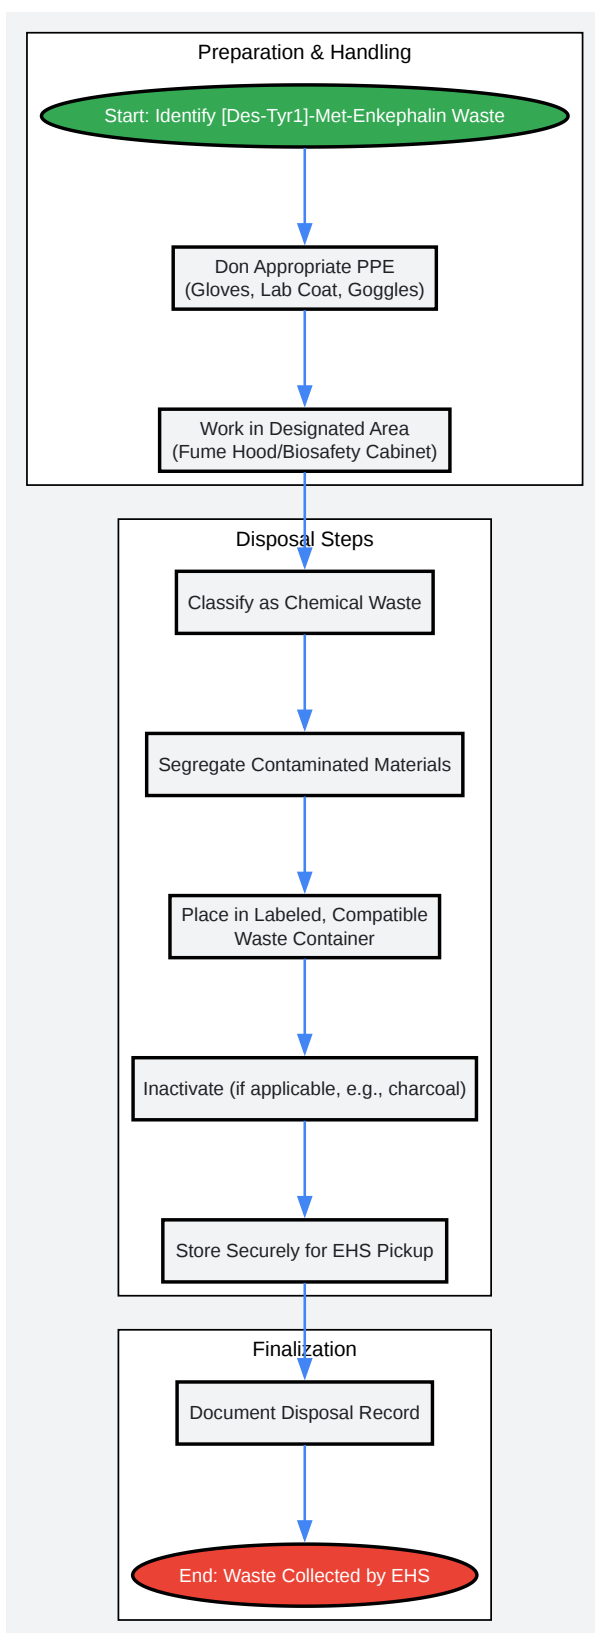 Preparation & Handling
Start: Identify [Des-Tyr1]-Met-Enkephalin Waste
Don Appropriate PPE
(Gloves, Lab Coat, Goggles)
Work in Designated Area
(Fume Hood/Biosafety Cabinet)
Disposal Steps
Classify as Chemical Waste
Segregate Contaminated Materials
Place in Labeled, Compatible
Waste Container
Inactivate (if applicable, e.g., charcoal)
Store Securely for EHS Pickup
Finalization
Document Disposal Record
End: Waste Collected by EHS